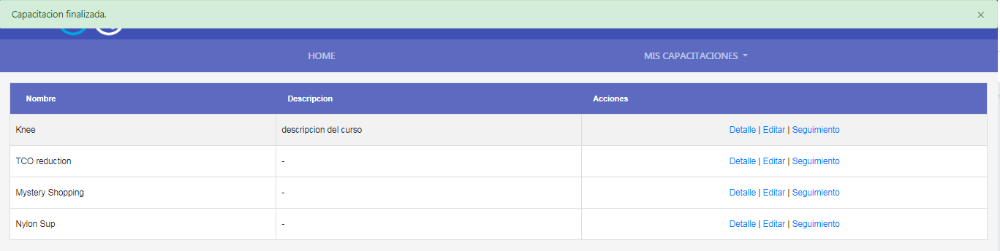 Capacitacion finalizada. ×
HOME MIS CAPACITACIONES
Nombre Descripcion Acciones
Knee descripcion del curso Detalle | Editar | Seguimiento
TCO reduction - Detalle | Editar | Seguimiento
Mystery Shopping - Detalle | Editar | Seguimiento
Nylon Sup - Detalle | Editar | Seguimiento